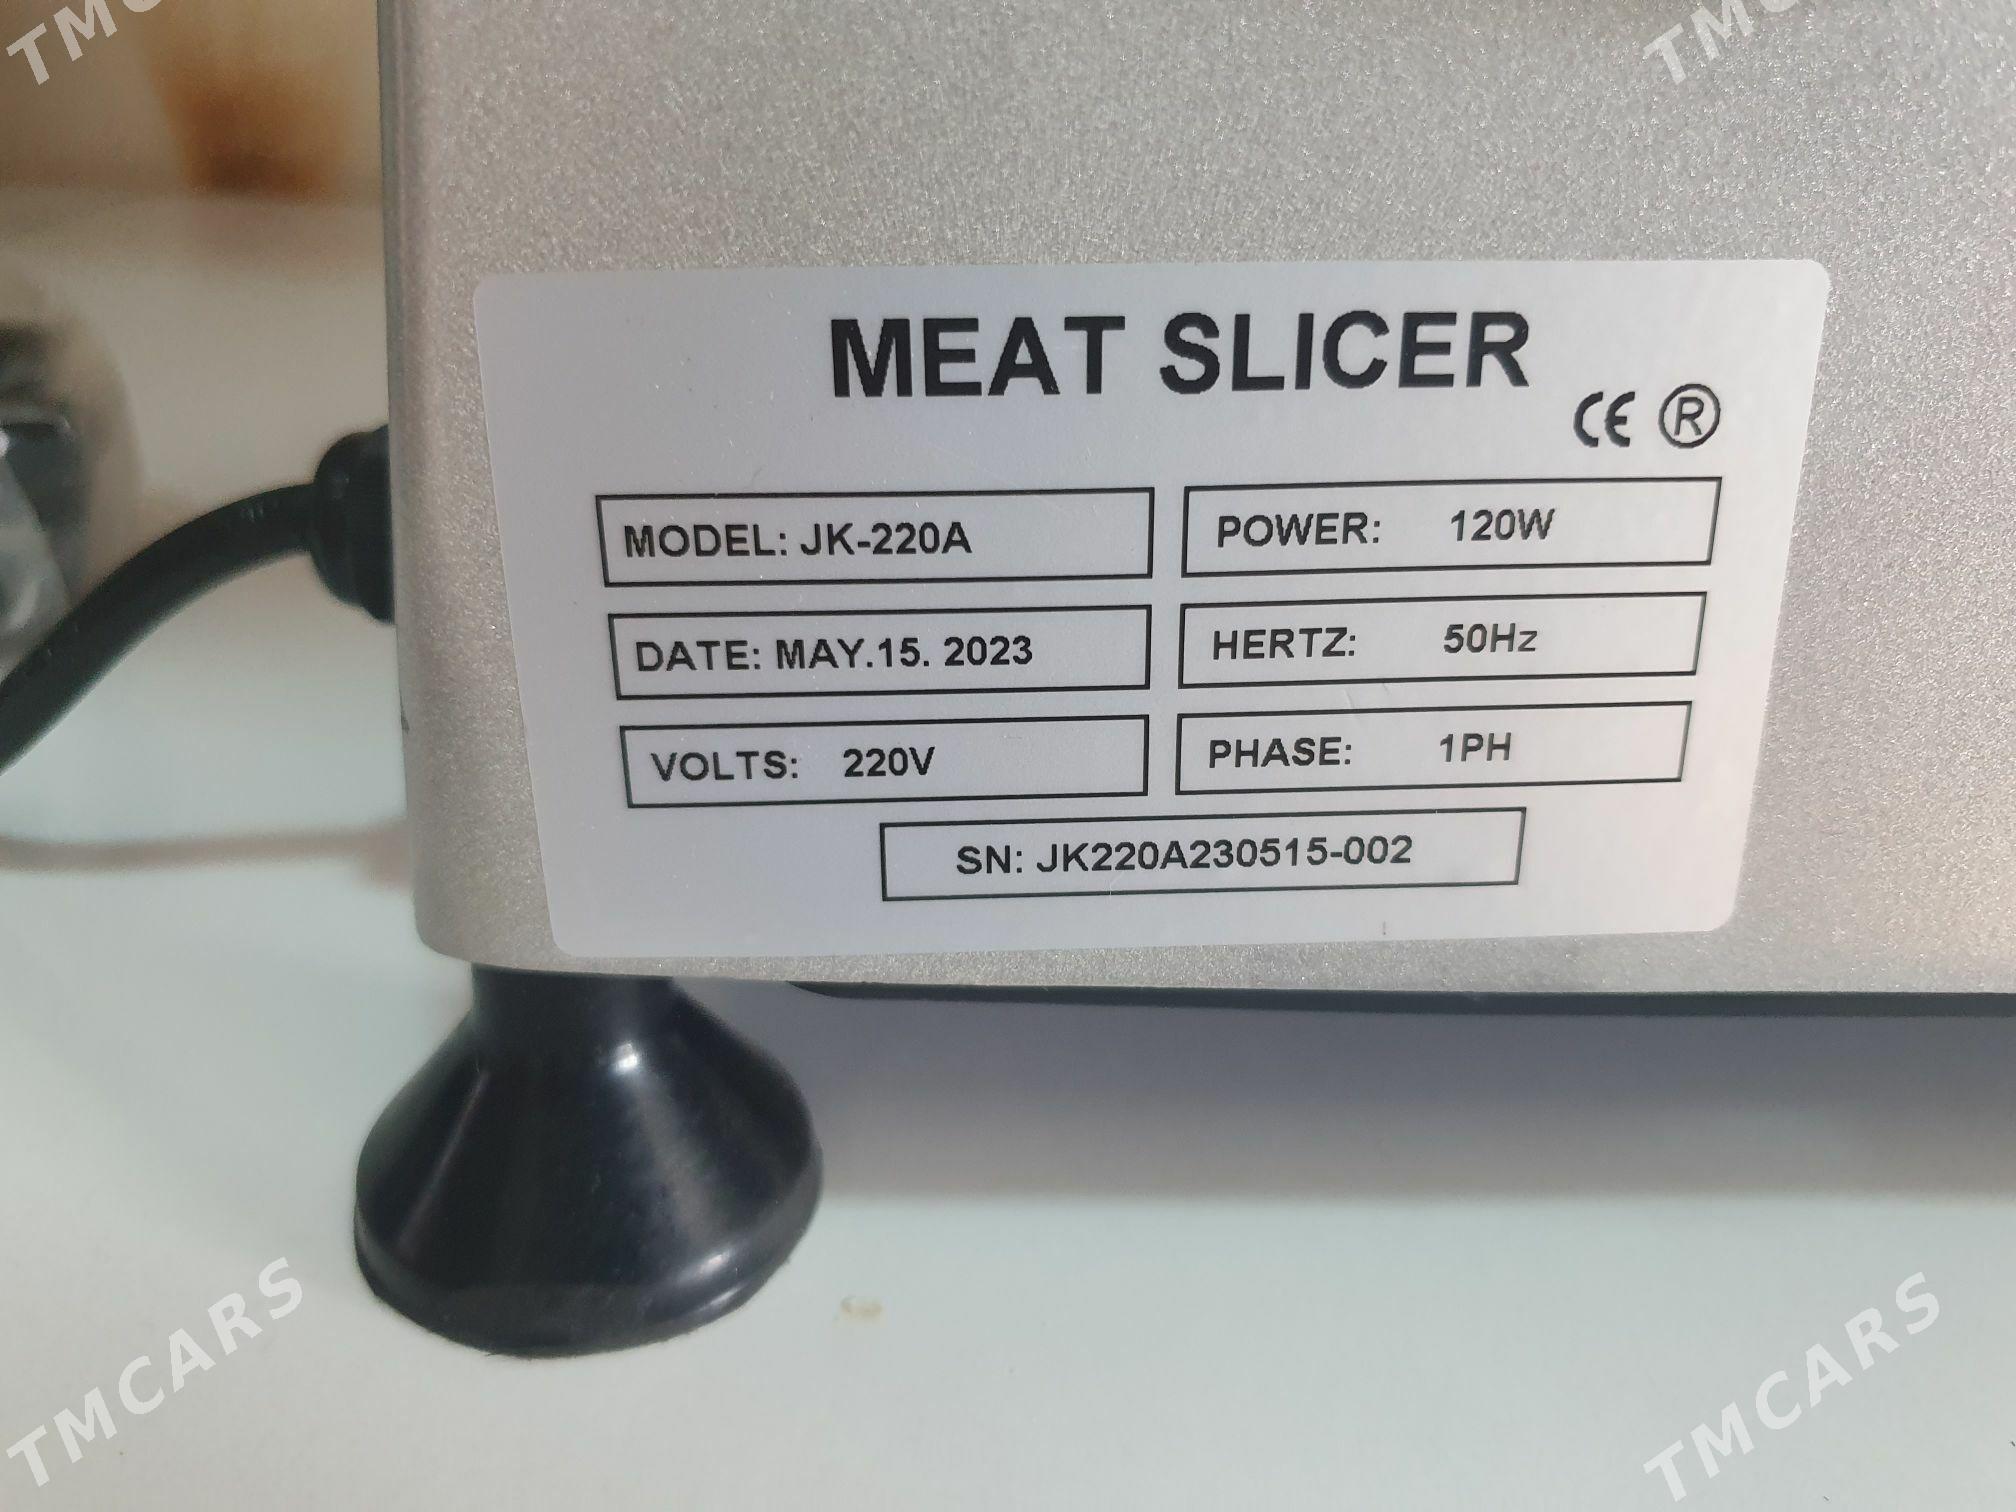 TMCARS
TMCARS
MEAT SLICER
CE ®
MODEL: JK-220A
POWER: 120W
DATE: MAY.15. 2023
HERTZ: 50Hz
VOLTS: 220V
PHASE: 1PH
SN: JK220A230515-002
TMCARS
TMCARS